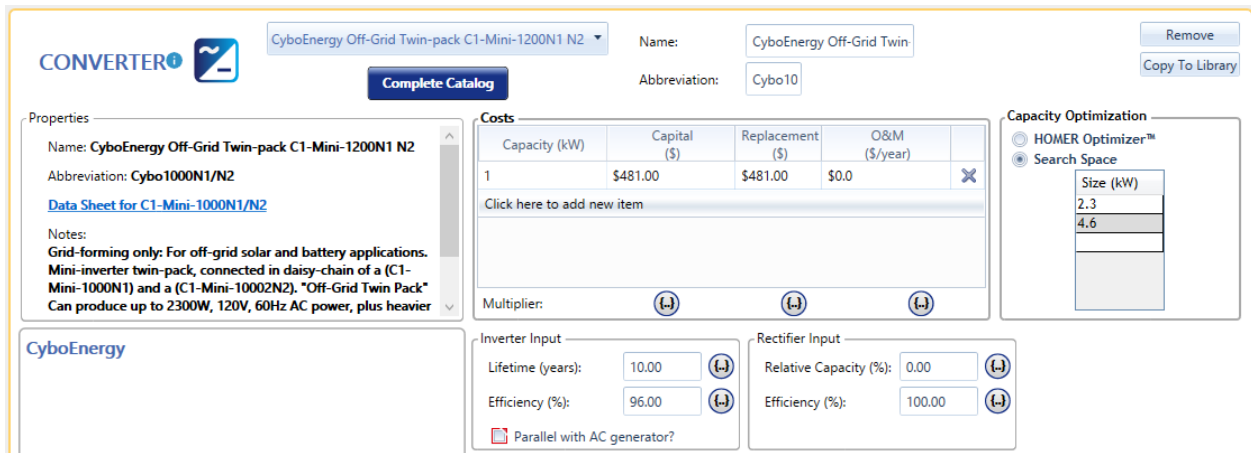 CONVERTER
CyboEnergy Off-Grid Twin-pack C1-Mini-1200N1 N2
Complete Catalog
Name:
CyboEnergy Off-Grid Twin-
Abbreviation:
Cybo10
Remove
Copy To Library
Properties
Name: CyboEnergy Off-Grid Twin-pack C1-Mini-1200N1 N2
Abbreviation: Cybo1000N1/N2
Data Sheet for C1-Mini-1000N1/N2
Notes:
Grid-forming only: For off-grid solar and battery applications.
Mini-inverter twin-pack, connected in daisy-chain of a (C1-
Mini-1000N1) and a (C1-Mini-10002N2). "Off-Grid Twin Pack"
Can produce up to 2300W, 120V, 60Hz AC power, plus heavier
CyboEnergy
Costs
Capacity (kW) Capital ($) Replacement ($) O&M ($/year)
1 $481.00 $481.00 $0.0
Click here to add new item
Multiplier: {..} {..} {..}
Capacity Optimization
HOMER Optimizer™
Search Space
Size (kW)
2.3
4.6
Inverter Input
Lifetime (years): 10.00 {..}
Efficiency (%): 96.00 {..}
Parallel with AC generator?
Rectifier Input
Relative Capacity (%): 0.00 {..}
Efficiency (%): 100.00 {..}